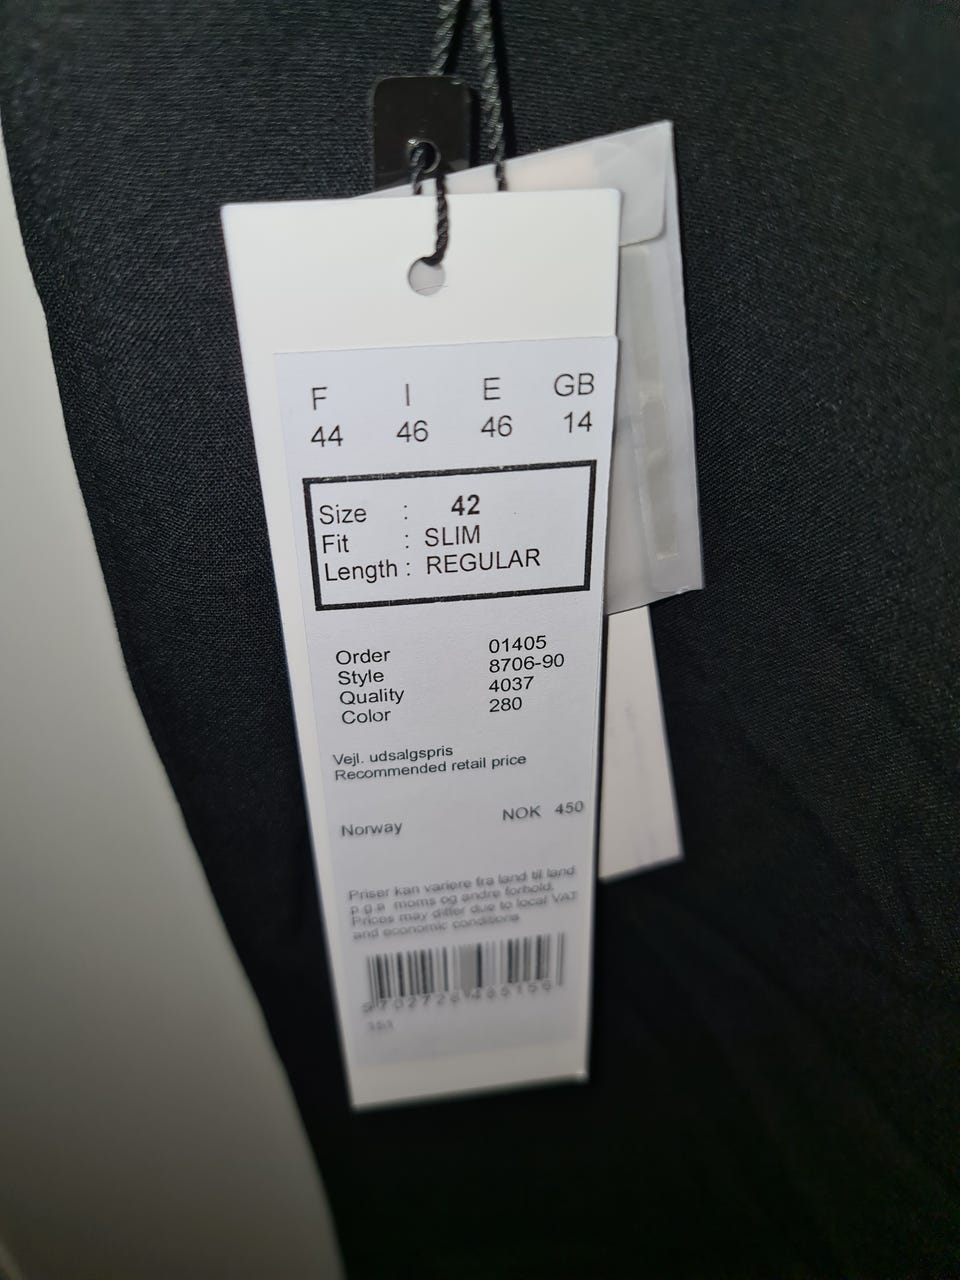 F I E GB
44 46 46 14
Size : 42
Fit : SLIM
Length : REGULAR
Order 01405
Style 8706-90
Quality 4037
Color 280
Vejl. udsalgspris
Recommended retail price
Norway NOK 450
Priser kan variere fra land til land
p.g.a. moms og andre forhold.
Prices may differ due to local VAT
and economic conditions